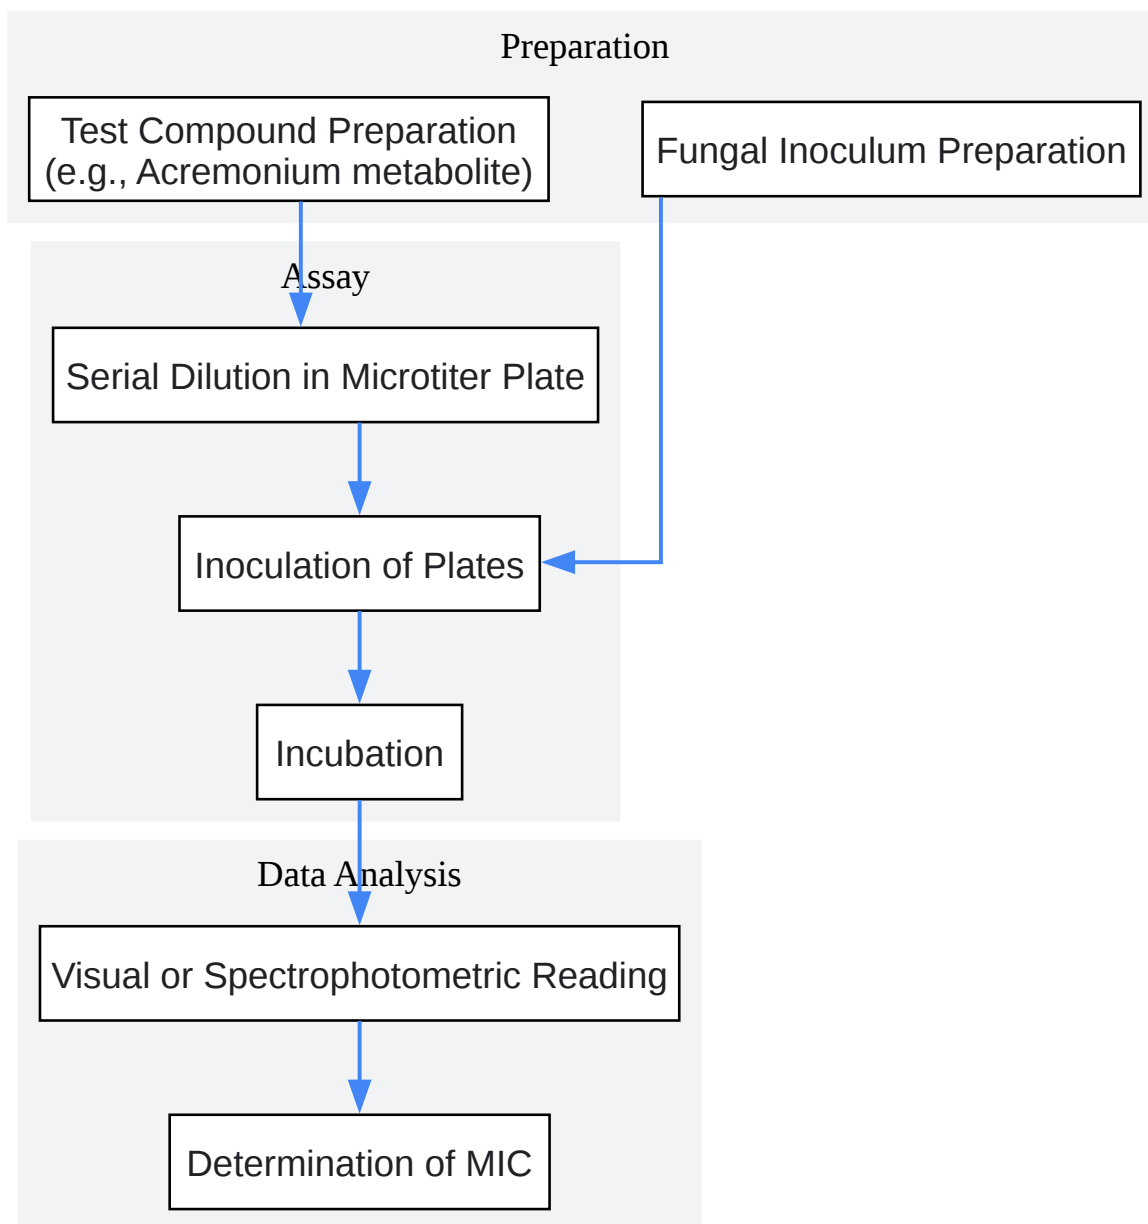 Preparation
Test Compound Preparation
(e.g., Acremonium metabolite)
Fungal Inoculum Preparation
Assay
Serial Dilution in Microtiter Plate
Inoculation of Plates
Incubation
Data Analysis
Visual or Spectrophotometric Reading
Determination of MIC